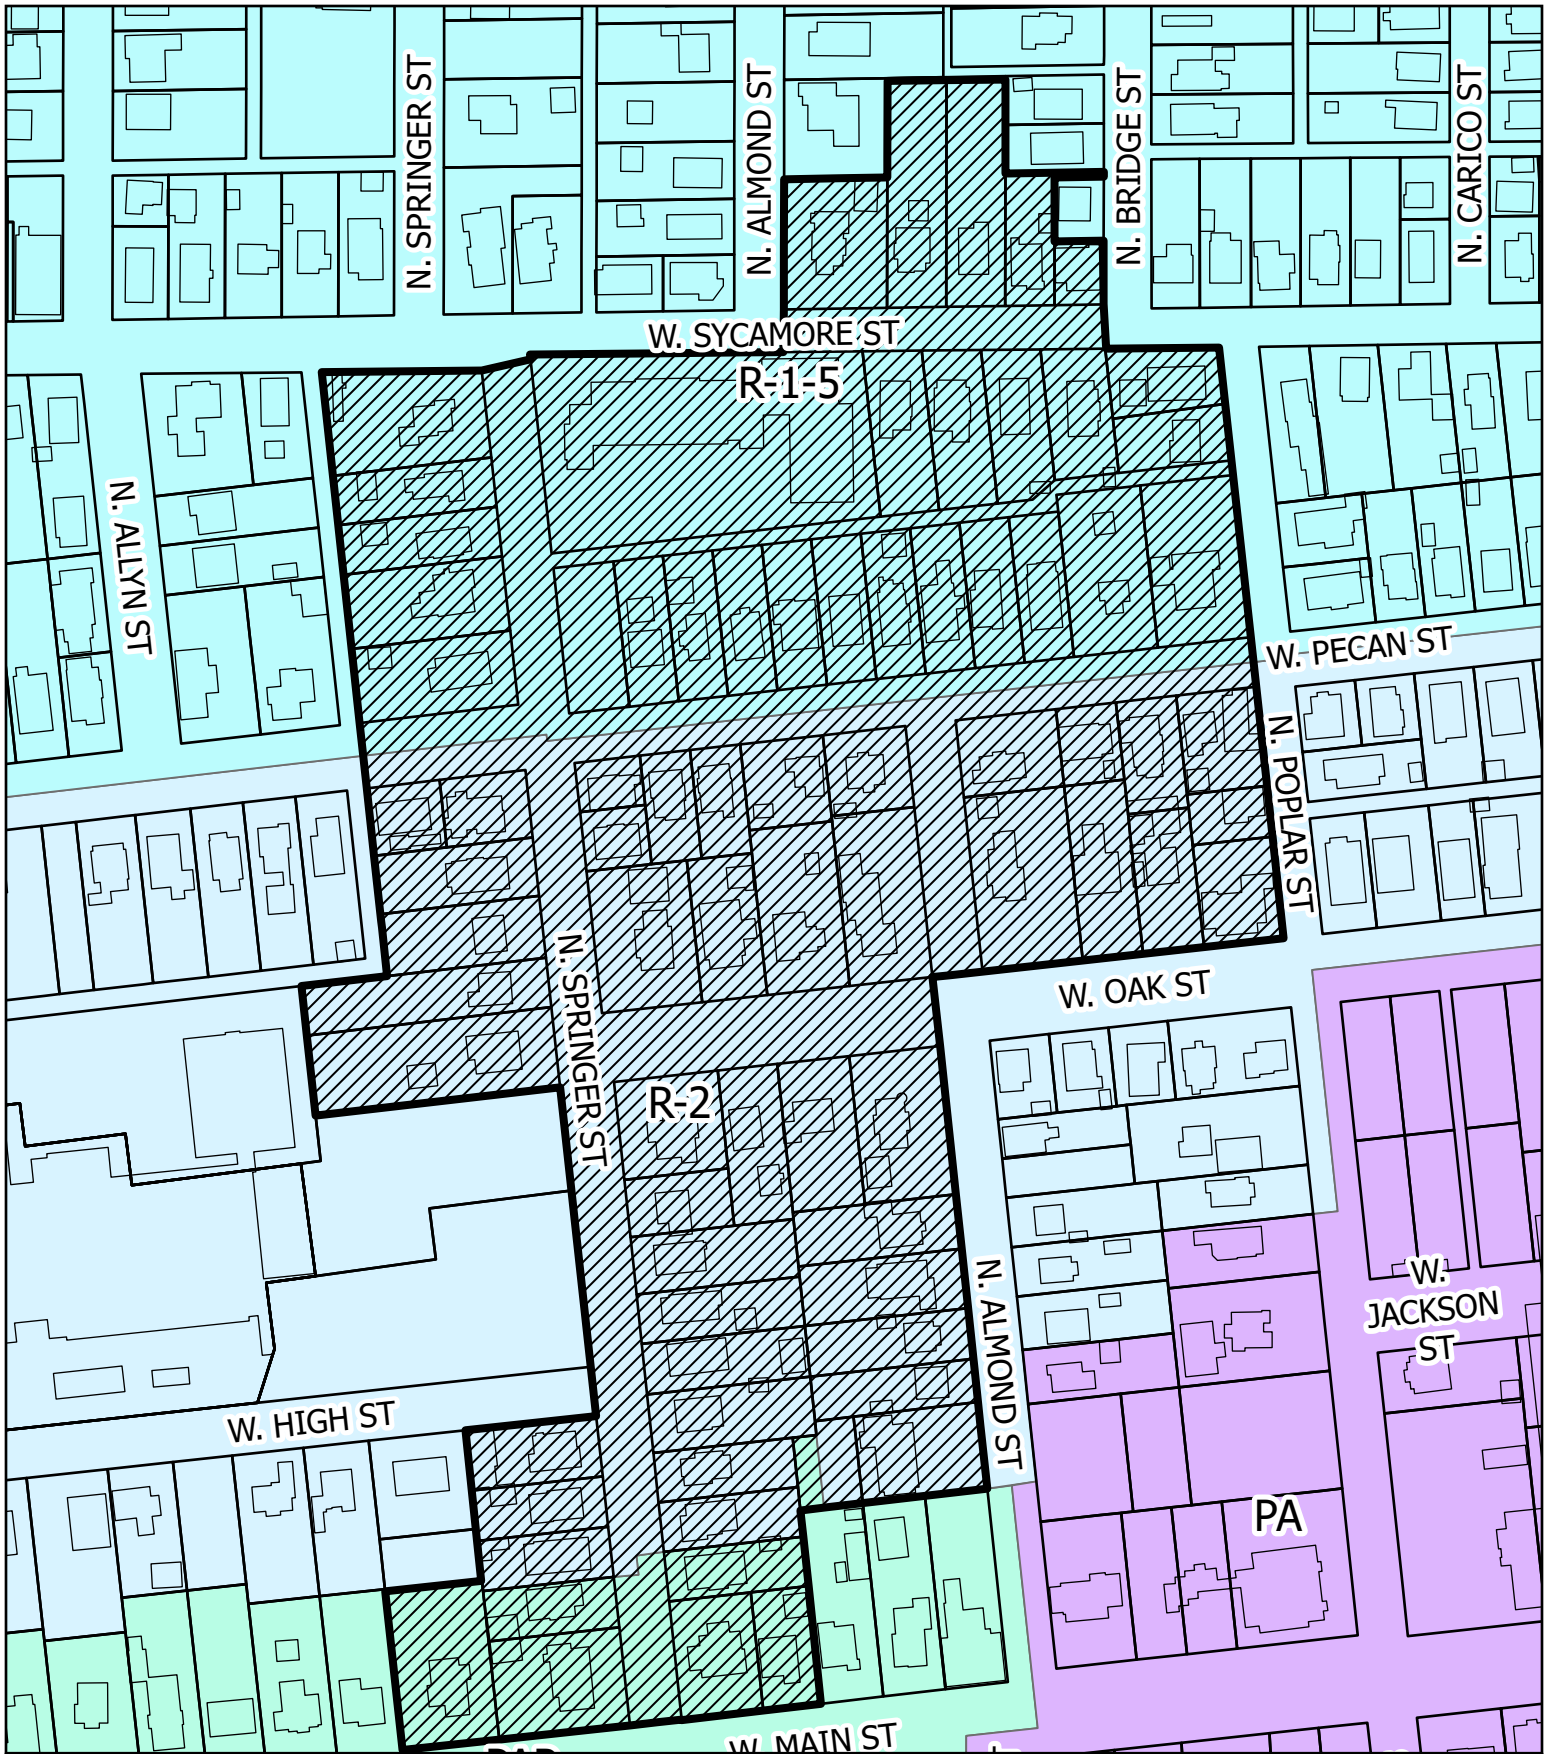 N. SPRINGER ST
N. ALMOND ST
N. BRIDGE ST
N. CARICO ST
W. SYCAMORE ST
R-1-5
N. ALLYN ST
W. PECAN ST
N. POPLAR ST
N. SPRINGER ST
W. OAK ST
R-2
N. ALMOND ST
W.
JACKSON
ST
W. HIGH ST
PA
W. MAIN ST